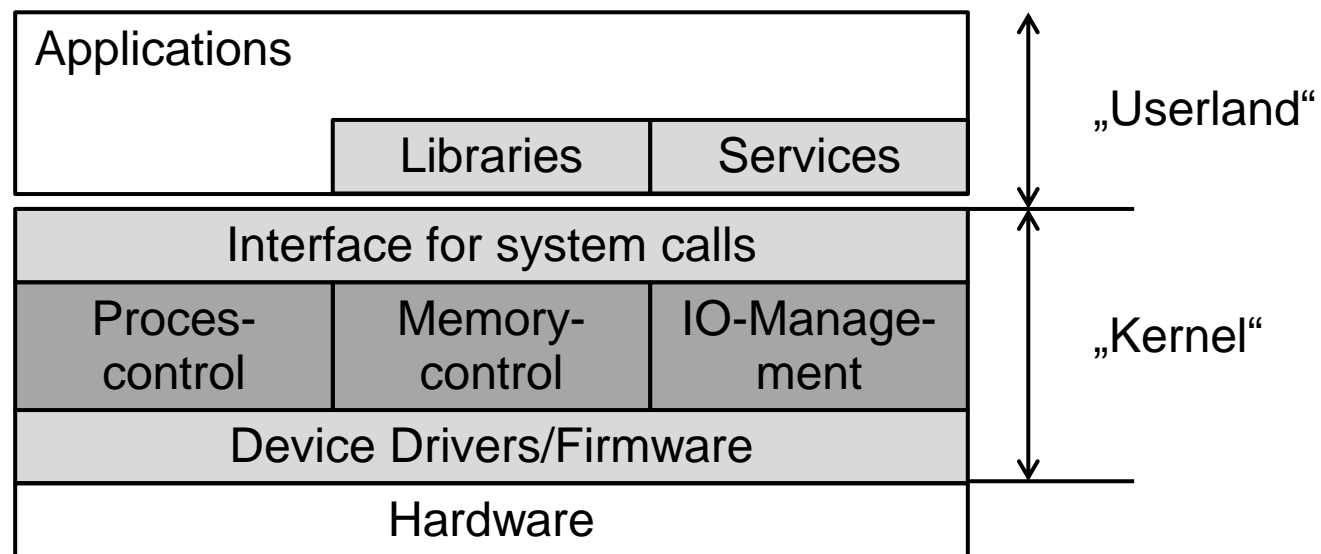 Applications
„Userland“
Libraries
Services
Interface for system calls
Proces-
control
Memory-
control
IO-Manage-
ment
„Kernel“
Device Drivers/Firmware
Hardware